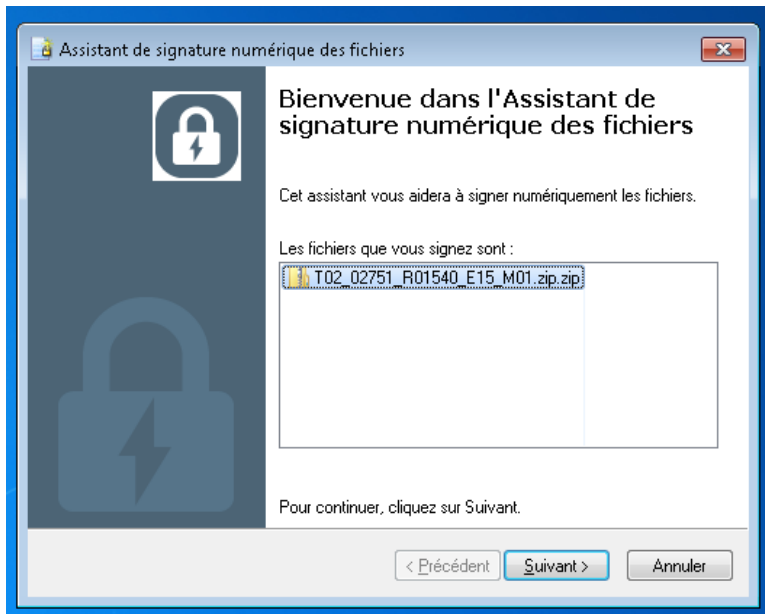 Assistant de signature numérique des fichiers
Bienvenue dans l'Assistant de
signature numérique des fichiers
Cet assistant vous aidera à signer numériquement les fichiers.
Les fichiers que vous signez sont :
T02_02751_R01540_E15_M01.zip.zip
Pour continuer, cliquez sur Suivant.
< Précédent
Suivant >
Annuler